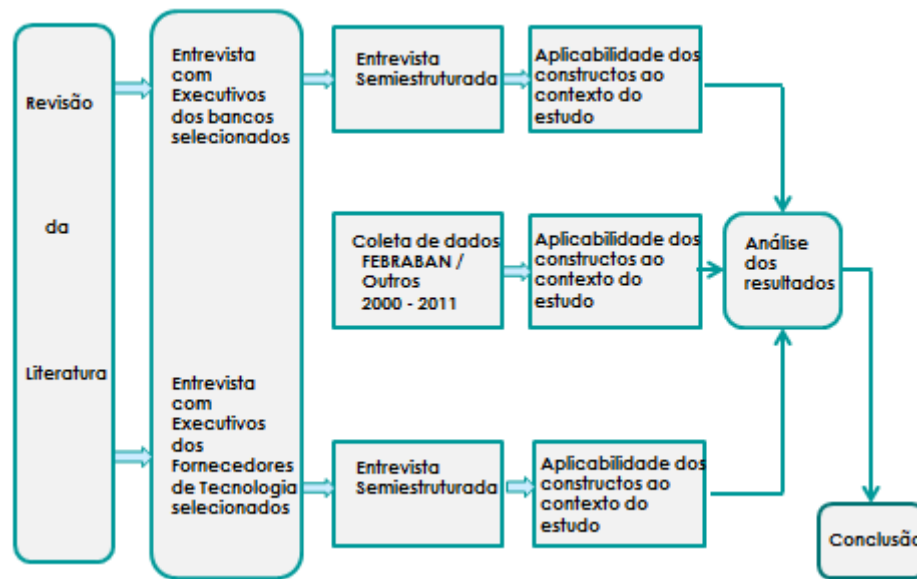 Revisão
da
Literatura
Entrevista
com
Executivos
dos bancos
selecionados
Entrevista
com
Executivos
dos
Fornecedores
de Tecnologia
selecionados
Entrevista
Semiestruturada
Aplicabilidade dos
constructos ao
contexto do
estudo
Coleta de dados
FEBRABAN /
Outros
2000 - 2011
Aplicabilidade dos
constructos ao
contexto do
estudo
Entrevista
Semiestruturada
Aplicabilidade dos
constructos ao
contexto do
estudo
Análise
dos
resultados
Conclusão